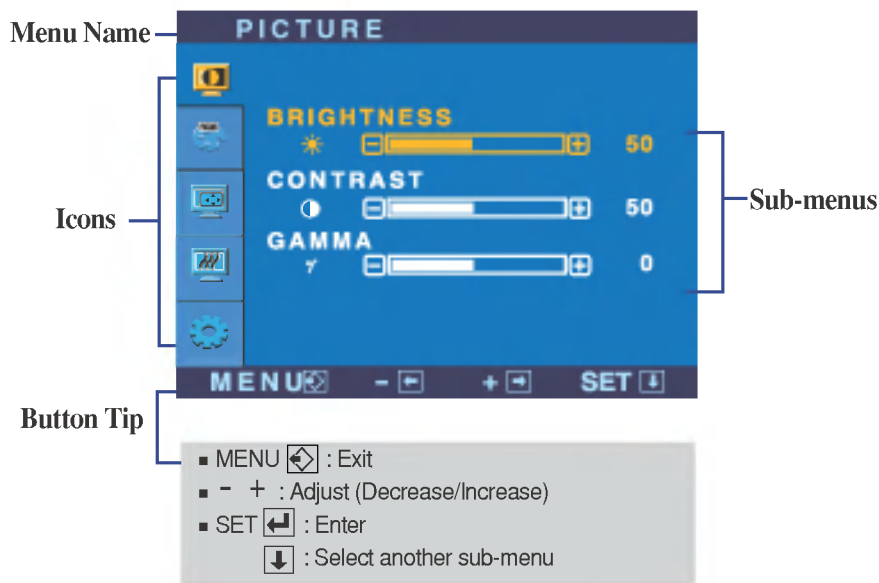 Menu Name
PICTURE
BRIGHTNESS
50
CONTRAST
50
GAMMA
0
Icons
Sub-menus
MENU - + SET
Button Tip
▪ MENU : Exit
▪ - + : Adjust (Decrease/Increase)
▪ SET : Enter
: Select another sub-menu